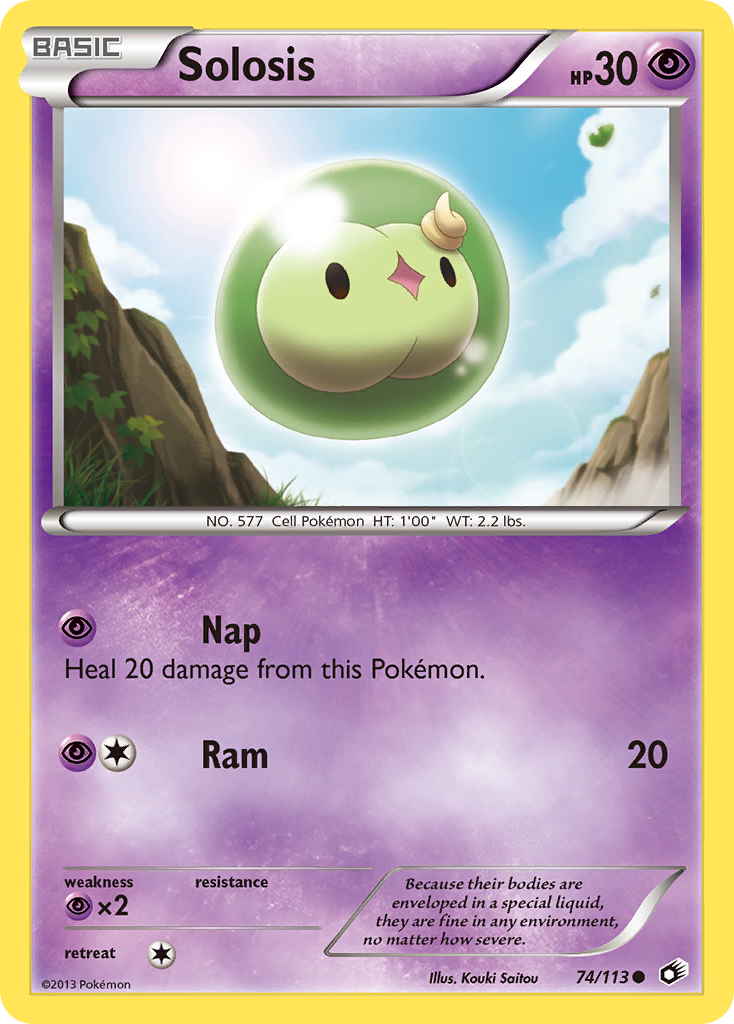 BASIC
Solosis
HP30
NO. 577 Cell Pokémon HT: 1'00" WT: 2.2 lbs.
Nap
Heal 20 damage from this Pokémon.
Ram 20
weakness resistance
×2
Because their bodies are
enveloped in a special liquid,
they are fine in any environment,
no matter how severe.
retreat
©2013 Pokémon
Illus. Kouki Saitou
74/113